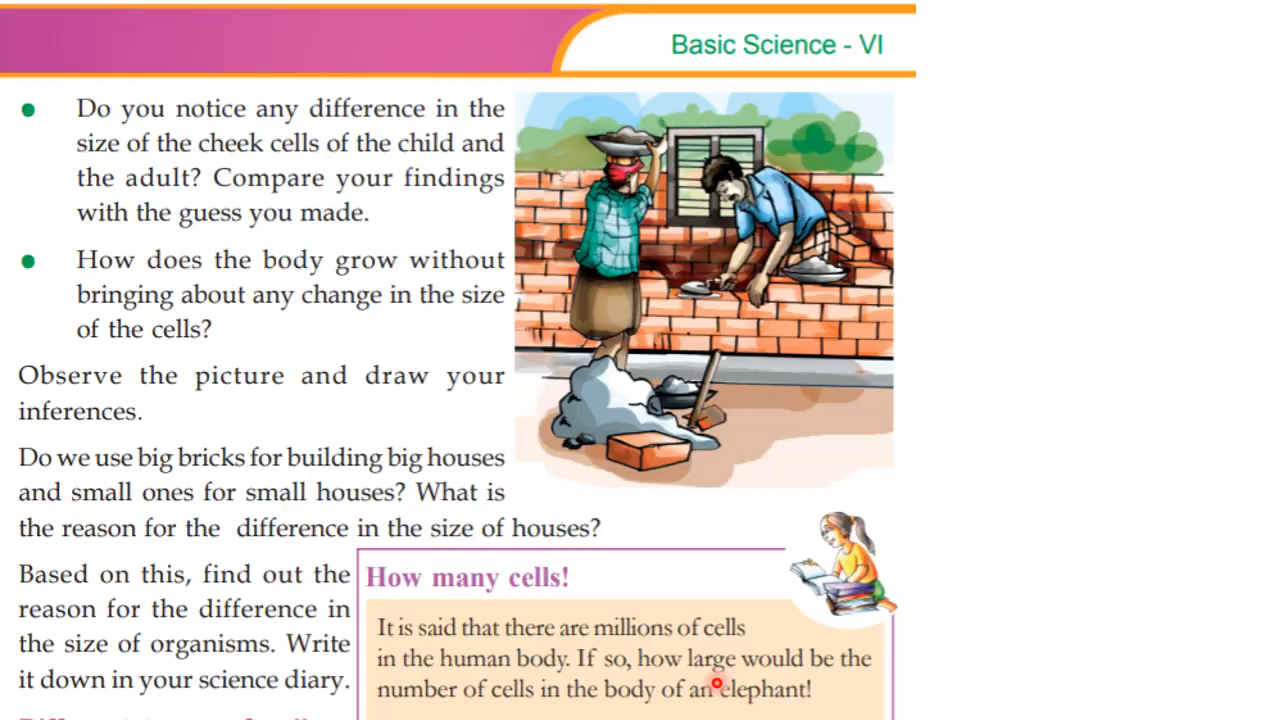 Basic Science - VI
Do you notice any difference in the
size of the cheek cells of the child and
the adult? Compare your findings
with the guess you made.
How does the body grow without
bringing about any change in the size
of the cells?
Observe the picture and draw your
inferences.
Do we use big bricks for building big houses
and small ones for small houses? What is
the reason for the difference in the size of houses?
Based on this, find out the
reason for the difference in
the size of organisms. Write
it down in your science diary.
How many cells!
It is said that there are millions of cells
in the human body. If so, how large would be the
number of cells in the body of an elephant!